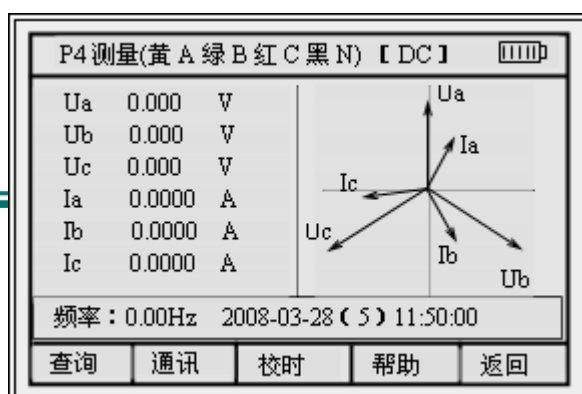 P4测量(黄A绿B红C黑N)【DC】
Ua 0.000 V
Ub 0.000 V
Uc 0.000 V
Ia 0.0000 A
Ib 0.0000 A
Ic 0.0000 A
Ua
Ia
Ic
Uc
Ib
Ub
频率：0.00Hz 2008-03-28(5)11:50:00
查询 通讯 校时 帮助 返回